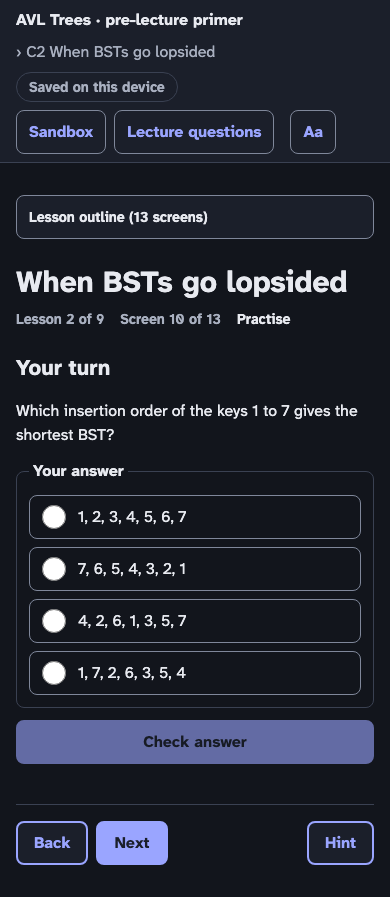 AVL Trees · pre-lecture primer
› C2 When BSTs go lopsided
Saved on this device
Sandbox
Lecture questions
Aa
Lesson outline (13 screens)
When BSTs go lopsided
Lesson 2 of 9 Screen 10 of 13 Practise
Your turn
Which insertion order of the keys 1 to 7 gives the
shortest BST?
Your answer
1, 2, 3, 4, 5, 6, 7
7, 6, 5, 4, 3, 2, 1
4, 2, 6, 1, 3, 5, 7
1, 7, 2, 6, 3, 5, 4
Check answer
Back
Next
Hint